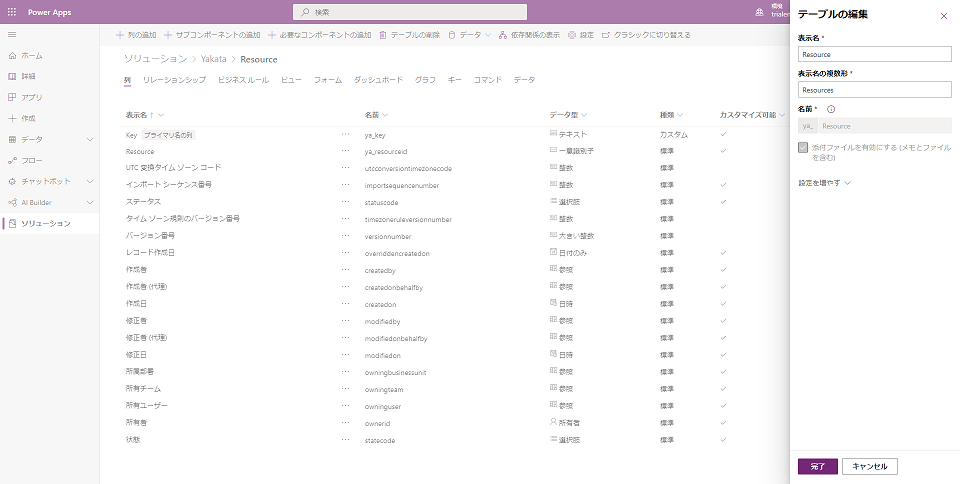 Power Apps
検索
環境
trialen
ホーム
詳細
アプリ
作成
データ
フロー
チャットボット
AI Builder
ソリューション
列の追加 サブコンポーネントの追加 必要なコンポーネントの追加 テーブルの削除 データ 依存関係の表示 設定 クラシックに切り替える
ソリューション > Yakata > Resource
列 リレーションシップ ビジネス ルール ビュー フォーム ダッシュボード グラフ キー コマンド データ
表示名 ↑ 名前 データ型 種類 カスタマイズ可能
Key プライマリ名の列 ··· ya_key テキスト カスタム ✓
Resource ··· ya_resourceid 一意識別子 標準 ✓
UTC 変換タイム ゾーン コード ··· utcconversiontimezonecode 整数 標準
インポート シーケンス番号 ··· importsequencenumber 整数 標準 ✓
ステータス ··· statuscode 選択肢 標準 ✓
タイム ゾーン規則のバージョン番号 ··· timezoneruleversionnumber 整数 標準
バージョン番号 ··· versionnumber 大きい整数 標準
レコード作成日 ··· overriddencreatedon 日付のみ 標準 ✓
作成者 ··· createdby 参照 標準 ✓
作成者 (代理) ··· createdonbehalfby 参照 標準 ✓
作成日 ··· createdon 日時 標準 ✓
修正者 ··· modifiedby 参照 標準 ✓
修正者 (代理) ··· modifiedonbehalfby 参照 標準 ✓
修正日 ··· modifiedon 日時 標準 ✓
所属部署 ··· owningbusinessunit 参照 標準 ✓
所有チーム ··· owningteam 参照 標準 ✓
所有ユーザー ··· owninguser 参照 標準 ✓
所有者 ··· ownerid 所有者 標準 ✓
状態 ··· statecode 選択肢 標準 ✓
テーブルの編集
表示名 *
Resource
表示名の複数形 *
Resources
名前 *
ya_ Resource
添付ファイルを有効にする (メモとファイル
を含む)
設定を増やす
完了 キャンセル